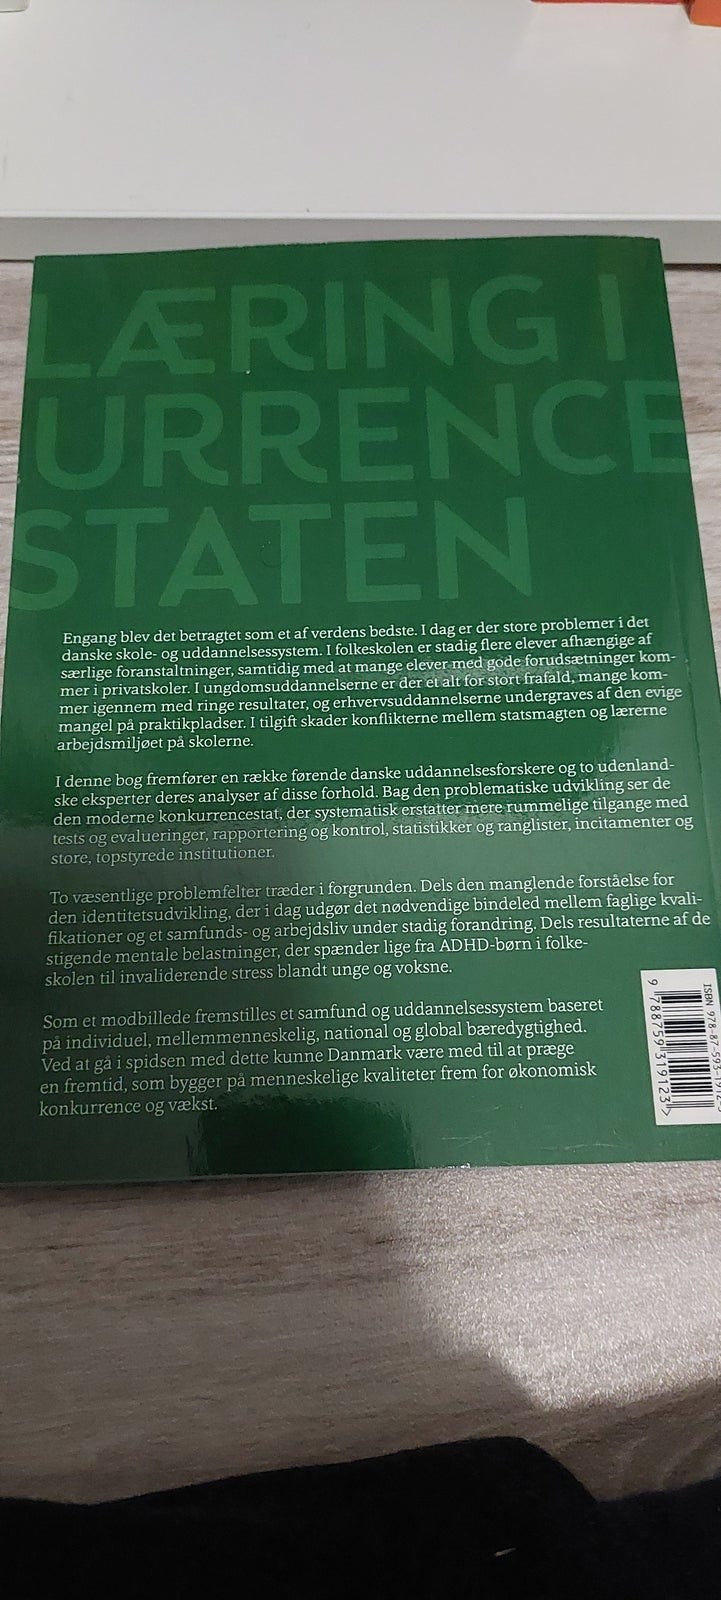 LÆRING I
URRENCE
STATEN
Engang blev det betragtet som et af verdens bedste. I dag er der store problemer i det
danske skole- og uddannelsessystem. I folkeskolen er stadig flere elever afhængige af
særlige foranstaltninger, samtidig med at mange elever med gode forudsætninger kom-
mer i privatskoler. I ungdomsuddannelserne er der et alt for stort frafald, mange kom-
mer igennem med ringe resultater, og erhvervsuddannelserne undergraves af den evige
mangel på praktikpladser. I tilgift skader konflikterne mellem statsmagten og lærerne
arbejdsmiljøet på skolerne.
I denne bog fremfører en række førende danske uddannelsesforskere og to udenland-
ske eksperter deres analyser af disse forhold. Bag den problematiske udvikling ser de
den moderne konkurrencestat, der systematisk erstatter mere rummelige tilgange med
tests og evalueringer, rapportering og kontrol, statistikker og ranglister, incitamenter og
store, topstyrede institutioner.
To væsentlige problemfelter træder i forgrunden. Dels den manglende forståelse for
den identitetsudvikling, der i dag udgør det nødvendige bindeled mellem faglige kvali-
fikationer og et samfunds- og arbejdsliv under stadig forandring. Dels resultaterne af de
stigende mentale belastninger, der spænder lige fra ADHD-børn i folke-
skolen til invaliderende stress blandt unge og voksne.
Som et modbillede fremstilles et samfund og uddannelsessystem baseret
på individuel, mellemmenneskelig, national og global bæredygtighed.
Ved at gå i spidsen med dette kunne Danmark være med til at præge
en fremtid, som bygger på menneskelige kvaliteter frem for økonomisk
konkurrence og vækst.
ISBN 978-87-593-1912-
9 788759 319123 >